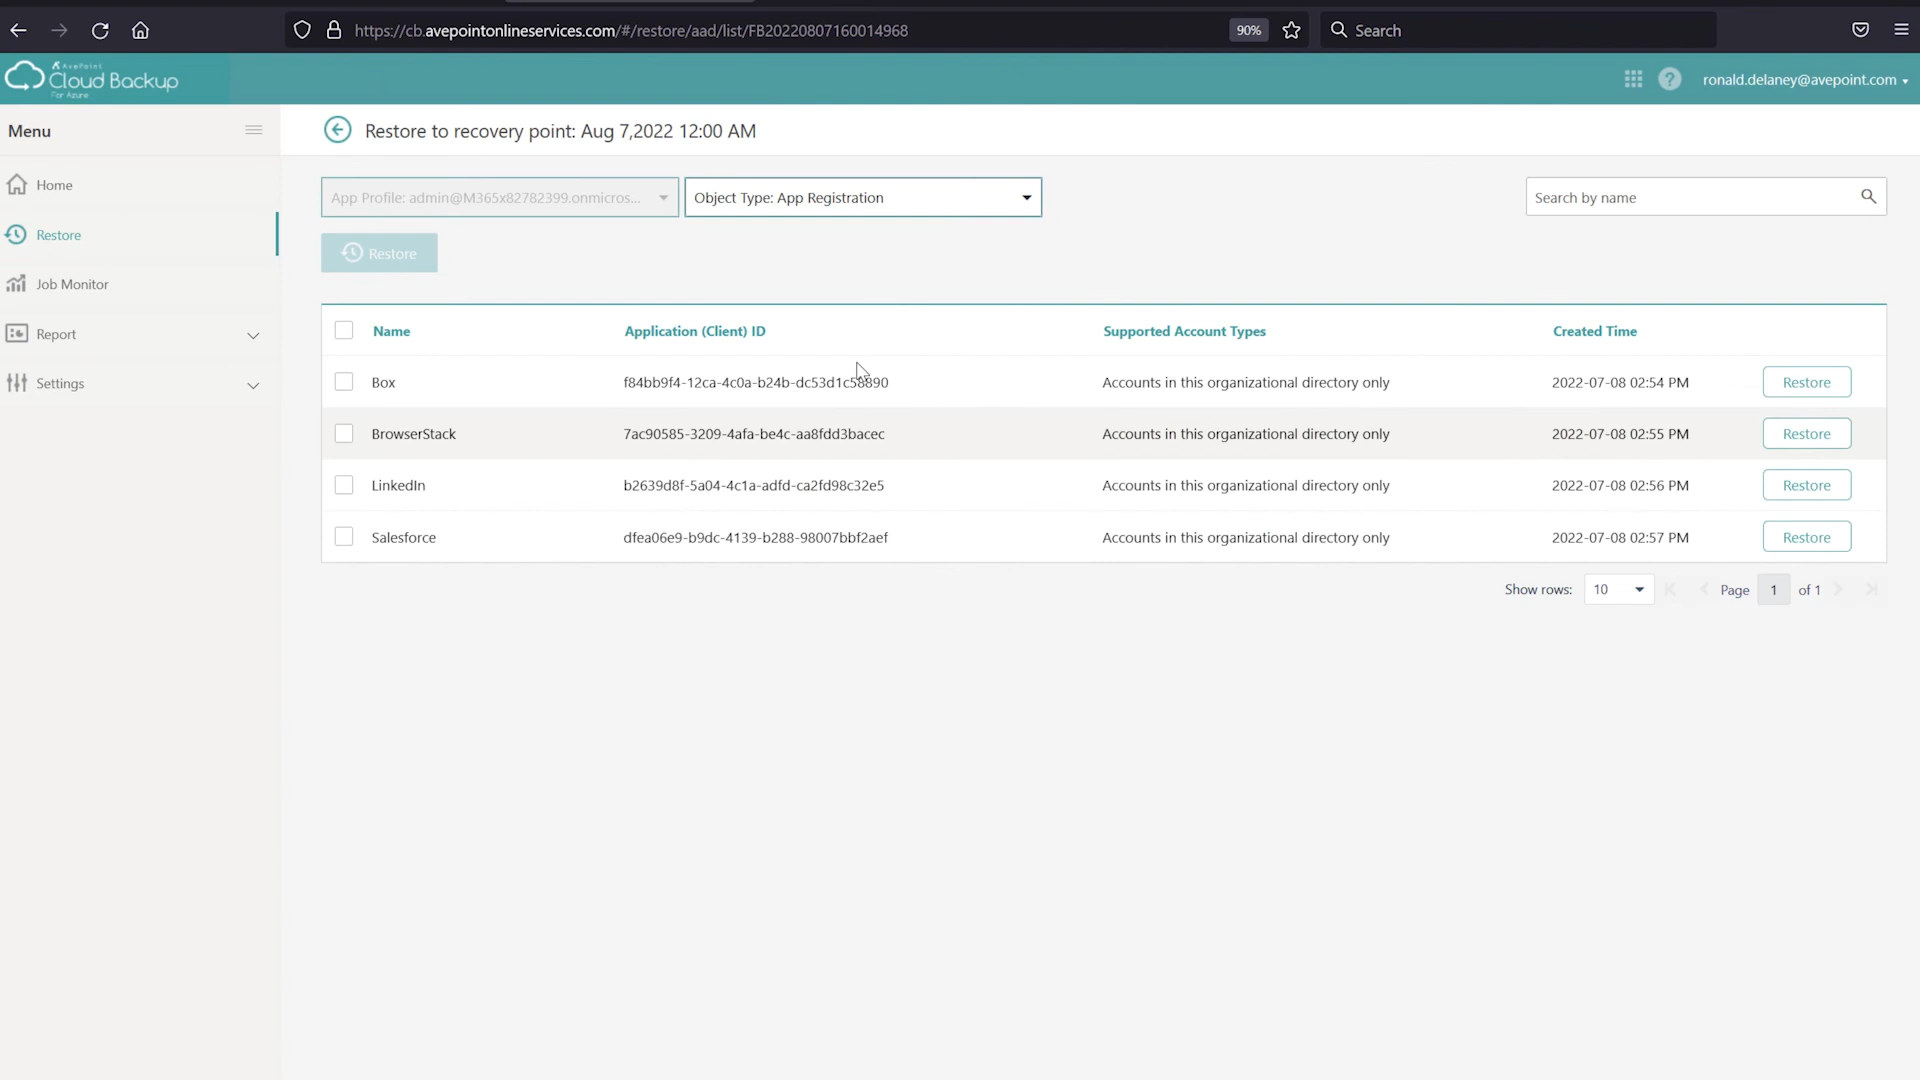 https://cb.avepointonlineservices.com/#/restore/aad/list/FB20220807160014968
90%
Search
AvePoint
Cloud Backup
For Azure
ronald.delaney@avepoint.com
Menu
Home
Restore
Job Monitor
Report
Settings
Restore to recovery point: Aug 7,2022 12:00 AM
App Profile: admin@M365x82782399.onmicros...
Object Type: App Registration
Search by name
Restore
Name Application (Client) ID Supported Account Types Created Time
Box f84bb9f4-12ca-4c0a-b24b-dc53d1c58890 Accounts in this organizational directory only 2022-07-08 02:54 PM Restore
BrowserStack 7ac90585-3209-4afa-be4c-aa8fdd3bacec Accounts in this organizational directory only 2022-07-08 02:55 PM Restore
LinkedIn b2639d8f-5a04-4c1a-adfd-ca2fd98c32e5 Accounts in this organizational directory only 2022-07-08 02:56 PM Restore
Salesforce dfea06e9-b9dc-4139-b288-98007bbf2aef Accounts in this organizational directory only 2022-07-08 02:57 PM Restore
Show rows: 10 Page 1 of 1